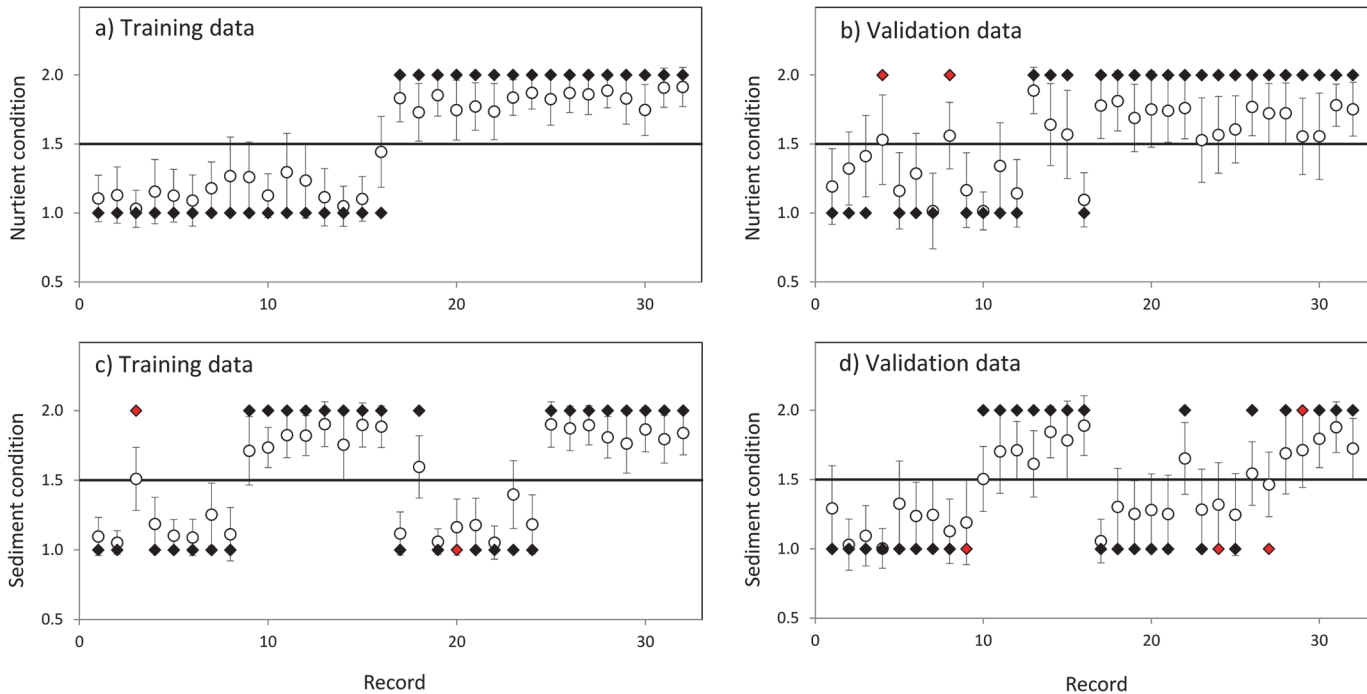 a) Training data
Nurtient condition
2.0
1.5
1.0
0.5
0 10 20 30
b) Validation data
Nurtient condition
2.0
1.5
1.0
0.5
0 10 20 30
c) Training data
Sediment condition
2.0
1.5
1.0
0.5
0 10 20 30
Record
d) Validation data
Sediment condition
2.0
1.5
1.0
0.5
0 10 20 30
Record